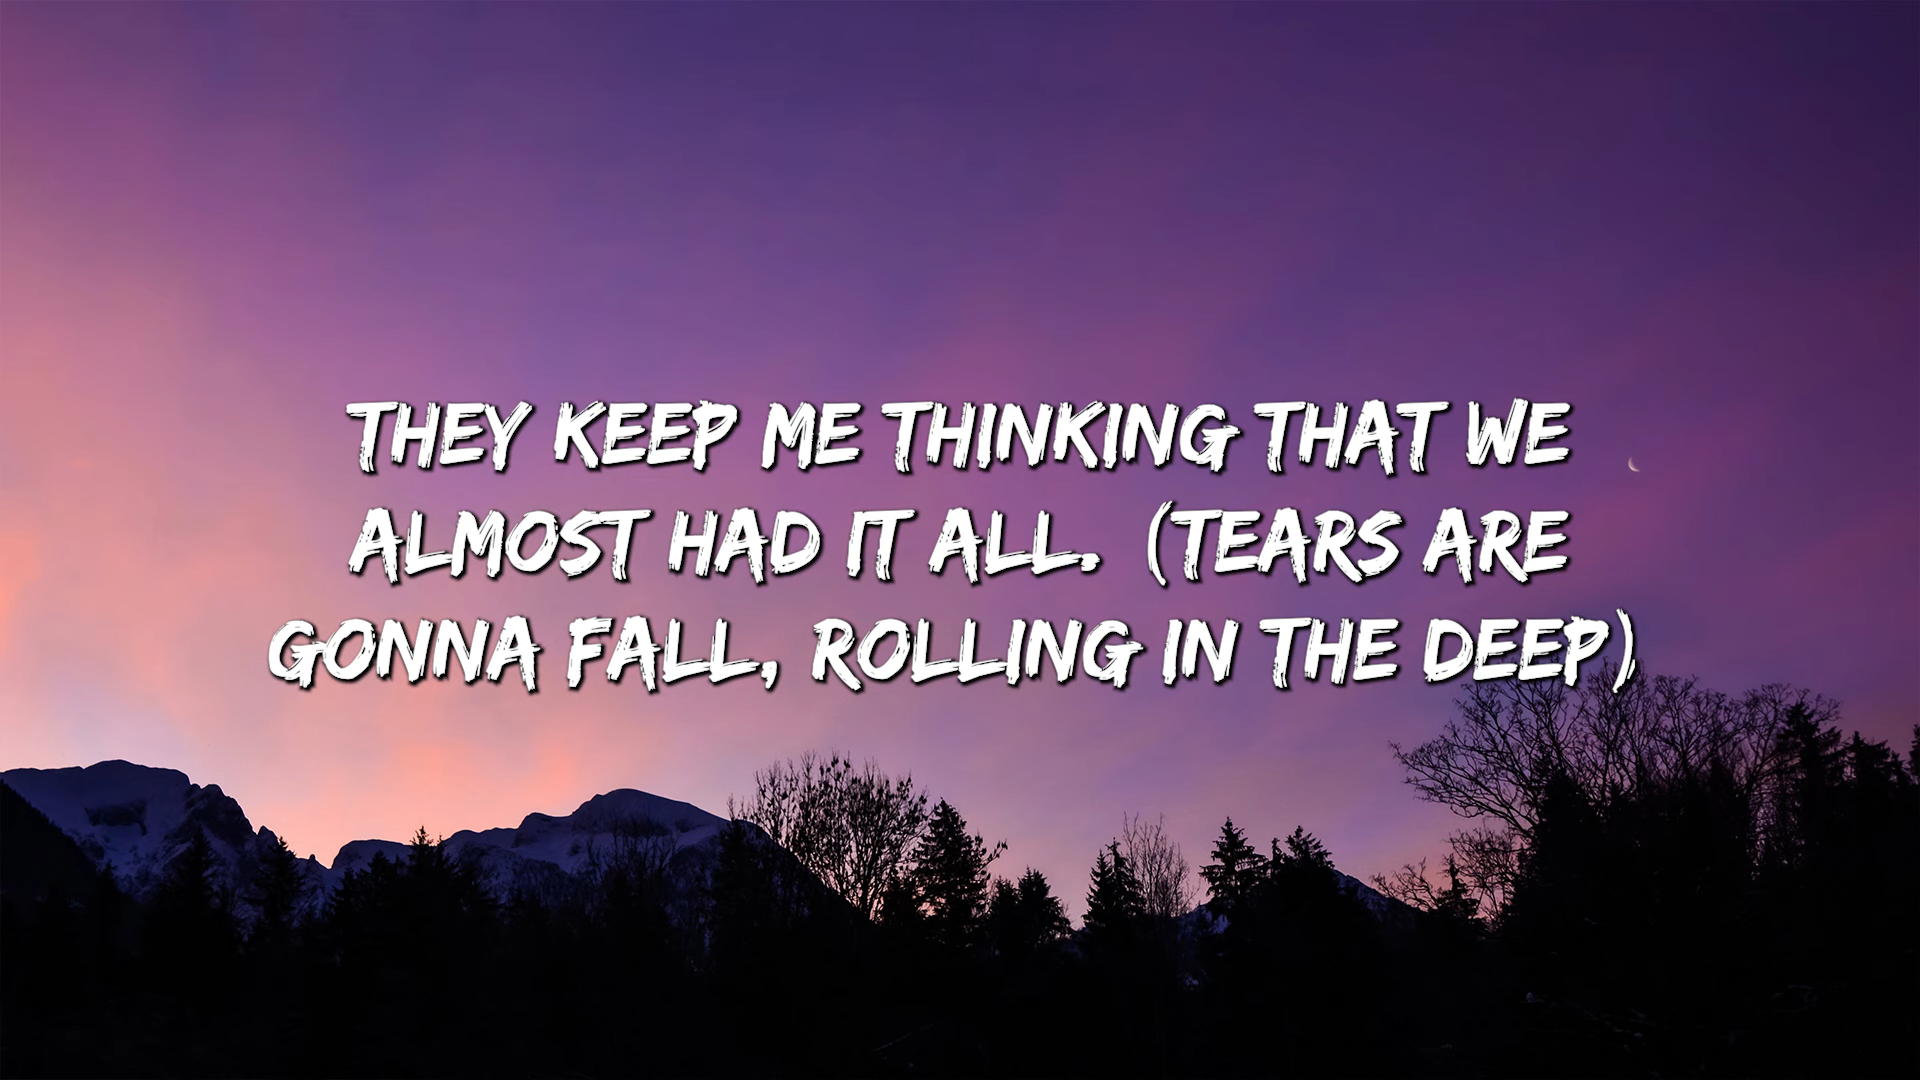 THEY KEEP ME THINKING THAT WE
ALMOST HAD IT ALL. (TEARS ARE
GONNA FALL, ROLLING IN THE DEEP)